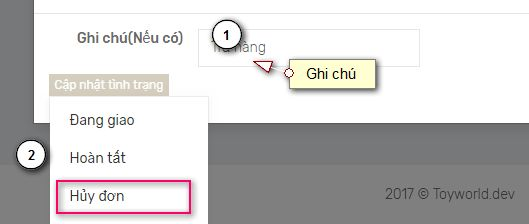 Ghi chú(Nếu có)
1
Trả hàng
Ghi chú
Cập nhật tình trạng
Đang giao
2
Hoàn tất
Hủy đơn
2017 © Toyworld.dev